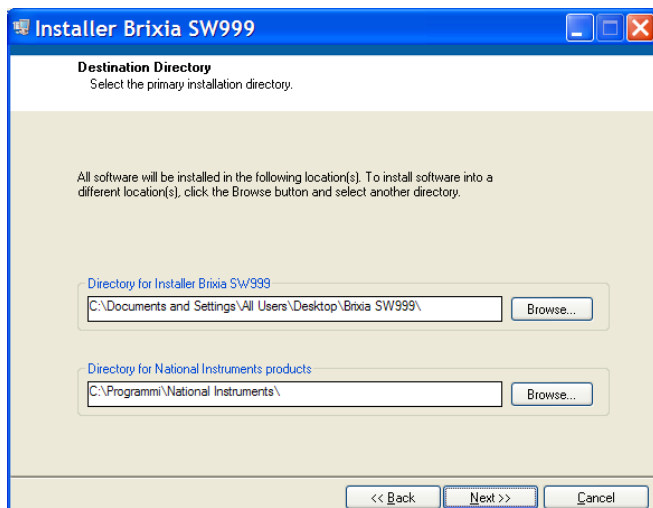 Installer Brixia SW999
Destination Directory
Select the primary installation directory.
All software will be installed in the following location(s). To install software into a
different location(s), click the Browse button and select another directory.
Directory for Installer Brixia SW999
C:\Documents and Settings\All Users\Desktop\Brixia SW999\
Browse...
Directory for National Instruments products
C:\Programmi\National Instruments\
Browse...
<< Back
Next >>
Cancel